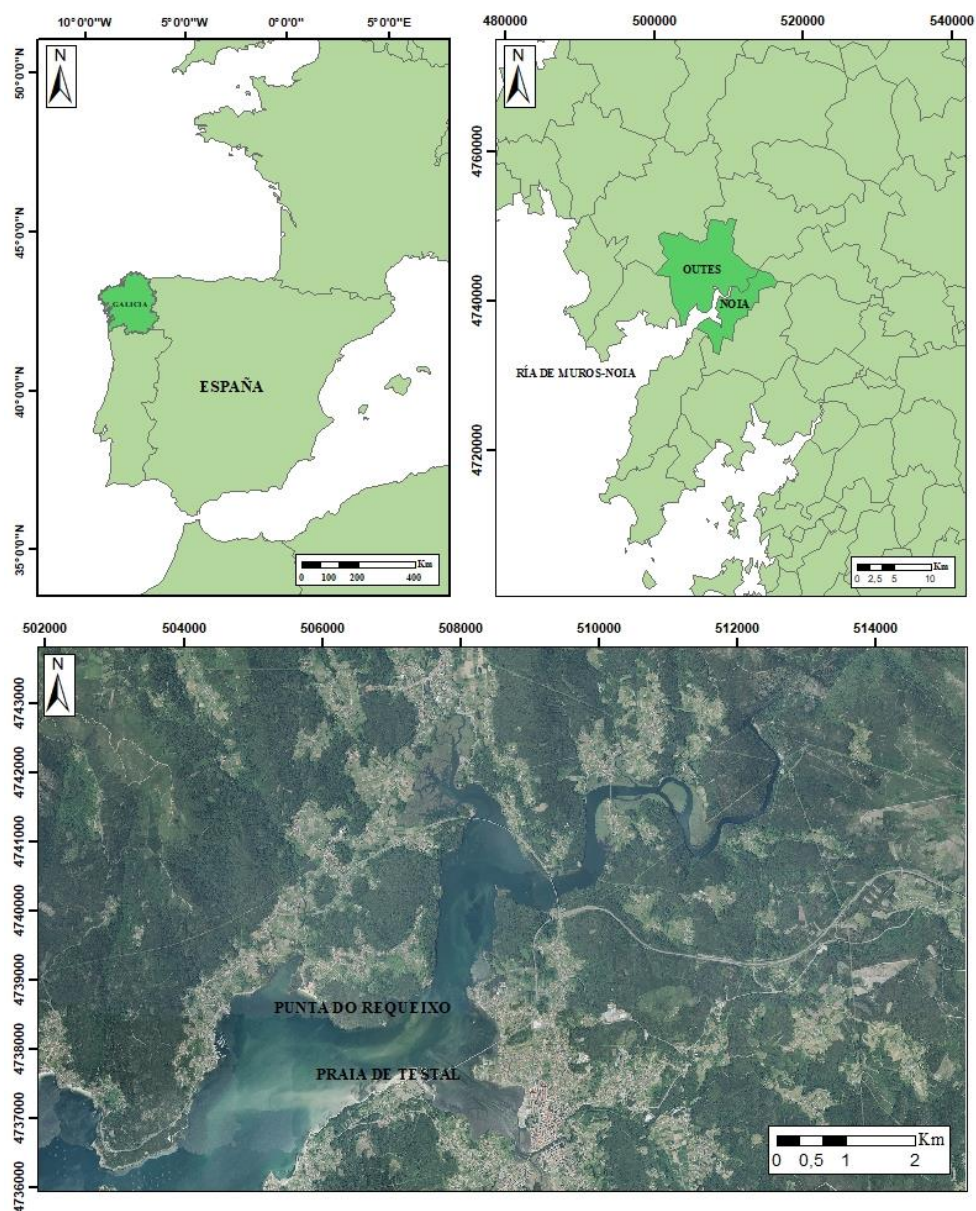 10°0'0"W 5°0'0"W 0°0'0" 5°0'0"E
N
50°0'0"N
45°0'0"N
40°0'0"N
35°0'0"N
GALICIA
ESPAÑA
Km
0 100 200 400
480000 500000 520000 540000
N
4760000
4740000
4720000
OUTES
NOIA
RÍA DE MUROS-NOIA
Km
0 2,5 5 10
502000 504000 506000 508000 510000 512000 514000
N
4743000
4742000
4741000
4740000
4739000
4738000
4737000
4736000
PUNTA DO REQUEIXO
PRAIA DE TESTAL
Km
0 0,5 1 2